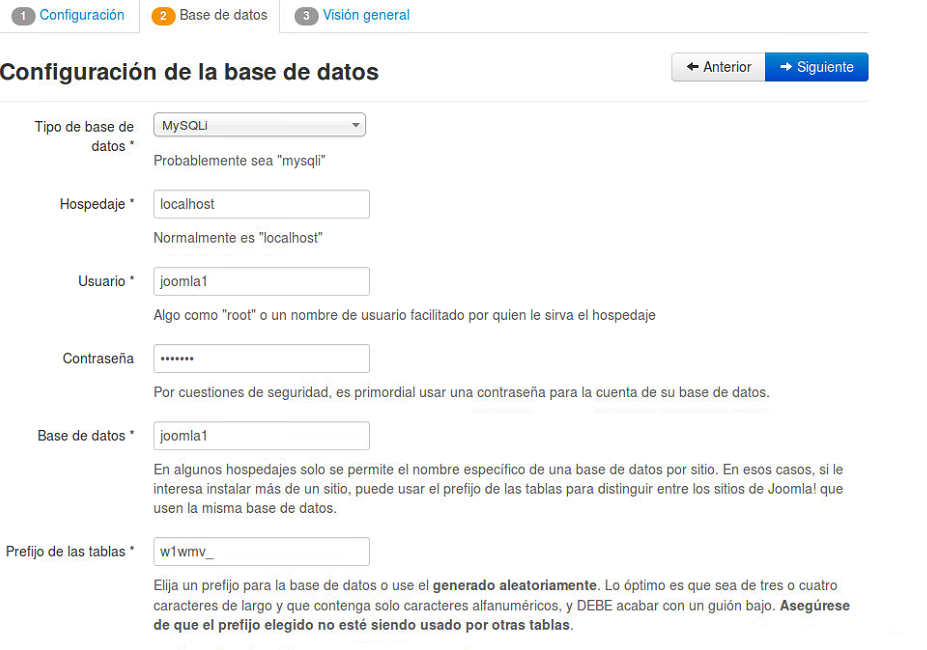 1 Configuración 2 Base de datos 3 Visión general
Configuración de la base de datos
Anterior Siguiente
Tipo de base de
datos *
MySQLi
Probablemente sea "mysqli"
Hospedaje * localhost
Normalmente es "localhost"
Usuario * joomla1
Algo como "root" o un nombre de usuario facilitado por quien le sirva el hospedaje
Contraseña •••••••
Por cuestiones de seguridad, es primordial usar una contraseña para la cuenta de su base de datos.
Base de datos * joomla1
En algunos hospedajes solo se permite el nombre específico de una base de datos por sitio. En esos casos, si le
interesa instalar más de un sitio, puede usar el prefijo de las tablas para distinguir entre los sitios de Joomla! que
usen la misma base de datos.
Prefijo de las tablas * w1wmv_
Elija un prefijo para la base de datos o use el generado aleatoriamente. Lo óptimo es que sea de tres o cuatro
caracteres de largo y que contenga solo caracteres alfanuméricos, y DEBE acabar con un guión bajo. Asegúrese
de que el prefijo elegido no esté siendo usado por otras tablas.